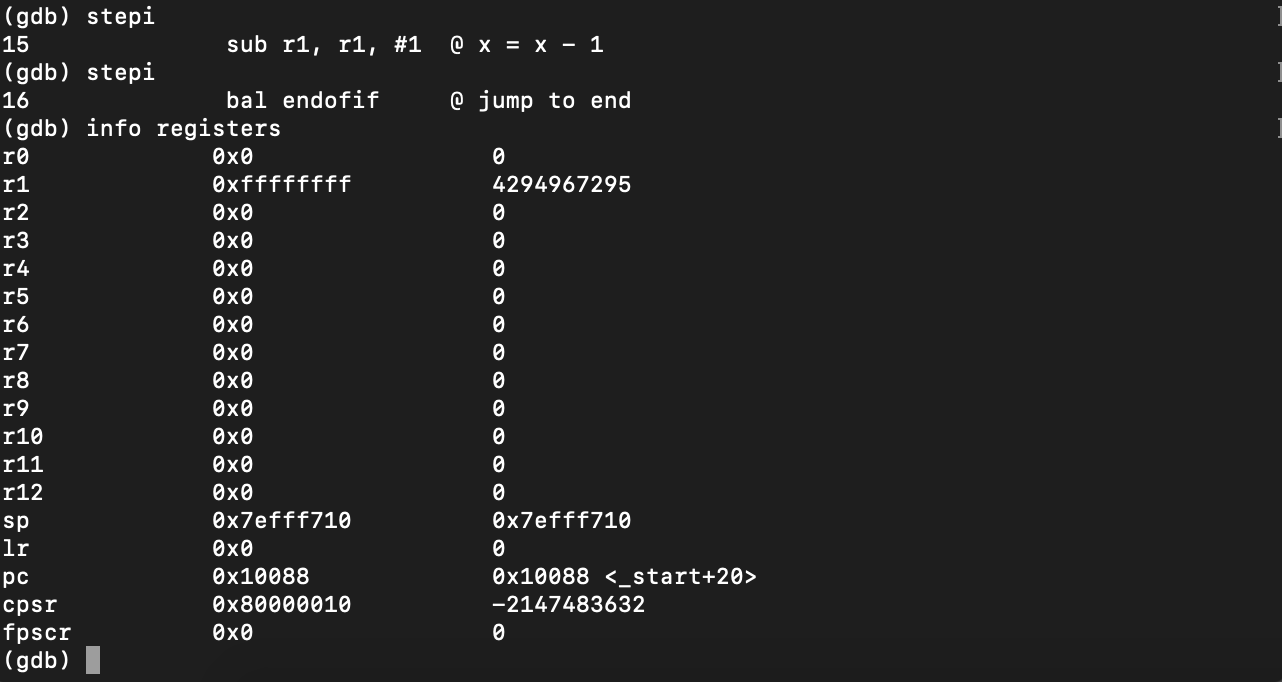 (gdb) stepi
15              sub r1, r1, #1  @ x = x - 1
(gdb) stepi
16              bal endofif     @ jump to end
(gdb) info registers
r0             0x0                 0
r1             0xffffffff          4294967295
r2             0x0                 0
r3             0x0                 0
r4             0x0                 0
r5             0x0                 0
r6             0x0                 0
r7             0x0                 0
r8             0x0                 0
r9             0x0                 0
r10            0x0                 0
r11            0x0                 0
r12            0x0                 0
sp             0x7efff710          0x7efff710
lr             0x0                 0
pc             0x10088             0x10088 <_start+20>
cpsr           0x80000010          -2147483632
fpscr          0x0                 0
(gdb)